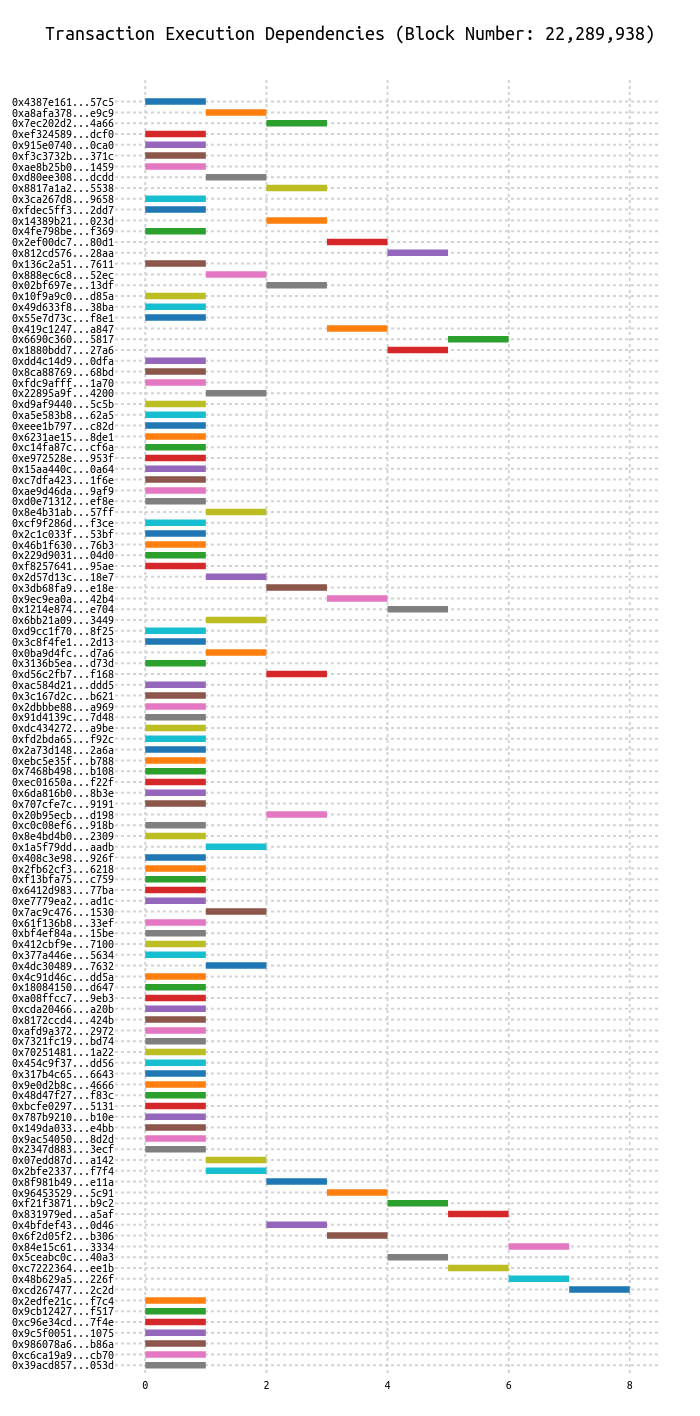 Transaction Execution Dependencies (Block Number: 22,289,938)
0x4387e161...57c5
0xa8afa378...e9c9
0x7ec202d2...4a66
0xef324589...dcf0
0x915e0740...0ca0
0xf3c3732b...371c
0xae8b25b0...1459
0xd80ee308...dcdd
0x8817a1a2...5538
0x3ca267d8...9658
0xfdec5ff3...2dd7
0x14389b21...023d
0x4fe798be...f369
0x2ef00dc7...80d1
0x812cd576...28aa
0x136c2a51...7611
0x888ec6c8...52ec
0x02bf697e...13df
0x10f9a9c0...d85a
0x49d633f8...38ba
0x55e7d73c...f8e1
0x419c1247...a847
0x6690c360...5817
0x1880bdd7...27a6
0xdd4c14d9...0dfa
0x8ca88769...68bd
0xfdc9afff...1a70
0x22895a9f...4200
0xd9af9440...5c5b
0xa5e583b8...62a5
0xeee1b797...c82d
0x6231ae15...8de1
0xc14fa87c...cf6a
0xe972528e...953f
0x15aa440c...0a64
0xc7dfa423...1f6e
0xae9d46da...9af9
0xd0e71312...ef8e
0x8e4b31ab...57ff
0xcf9f286d...f3ce
0x2c1c033f...53bf
0x46b1f630...76b3
0x229d9031...04d0
0xf8257641...95ae
0x2d57d13c...18e7
0x3db68fa9...e18e
0x9ec9ea0a...42b4
0x1214e874...e704
0x6bb21a09...3449
0xd9cc1f70...8f25
0x3c8f4fe1...2d13
0x0ba9d4fc...d7a6
0x3136b5ea...d73d
0xd56c2fb7...f168
0xac584d21...ddd5
0x3c167d2c...b621
0x2dbbbe88...a969
0x91d4139c...7d48
0xdc434272...a9be
0xfd2bda65...f92c
0x2a73d148...2a6a
0xebc5e35f...b788
0x7468b498...b108
0xec01650a...f22f
0x6da816b0...8b3e
0x707cfe7c...9191
0x20b95ecb...d198
0xc0c08ef6...918b
0x8e4bd4b0...2309
0x1a5f79dd...aadb
0x408c3e98...926f
0x2fb62cf3...6218
0xf13bfa75...c759
0x6412d983...77ba
0xe7779ea2...ad1c
0x7ac9c476...1530
0x61f136b8...33ef
0xbf4ef84a...15be
0x412cbf9e...7100
0x377a446e...5634
0x4dc30489...7632
0x4c91d46c...dd5a
0x18084150...d647
0xa08ffcc7...9eb3
0xcda20466...a20b
0x8172ccd4...424b
0xafd9a372...2972
0x7321fc19...bd74
0x70251481...1a22
0x454c9f37...dd56
0x317b4c65...6643
0x9e0d2b8c...4666
0x48d47f27...f83c
0xbcfe0297...5131
0x787b9210...b10e
0x149da033...e4bb
0x9ac54050...8d2d
0x2347d883...3ecf
0x07edd87d...a142
0x2bfe2337...f7f4
0x8f981b49...e11a
0x96453529...5c91
0xf21f3871...b9c2
0x831979ed...a5af
0x4bfdef43...0d46
0x6f2d05f2...b306
0x84e15c61...3334
0x5ceabc0c...40a3
0xc7222364...ee1b
0x48b629a5...226f
0xcd267477...2c2d
0x2edfe21c...f7c4
0x9cb12427...f517
0xc96e34cd...7f4e
0x9c5f0051...1075
0x986078a6...b86a
0xc6ca19a9...cb70
0x39acd857...053d
0 2 4 6 8